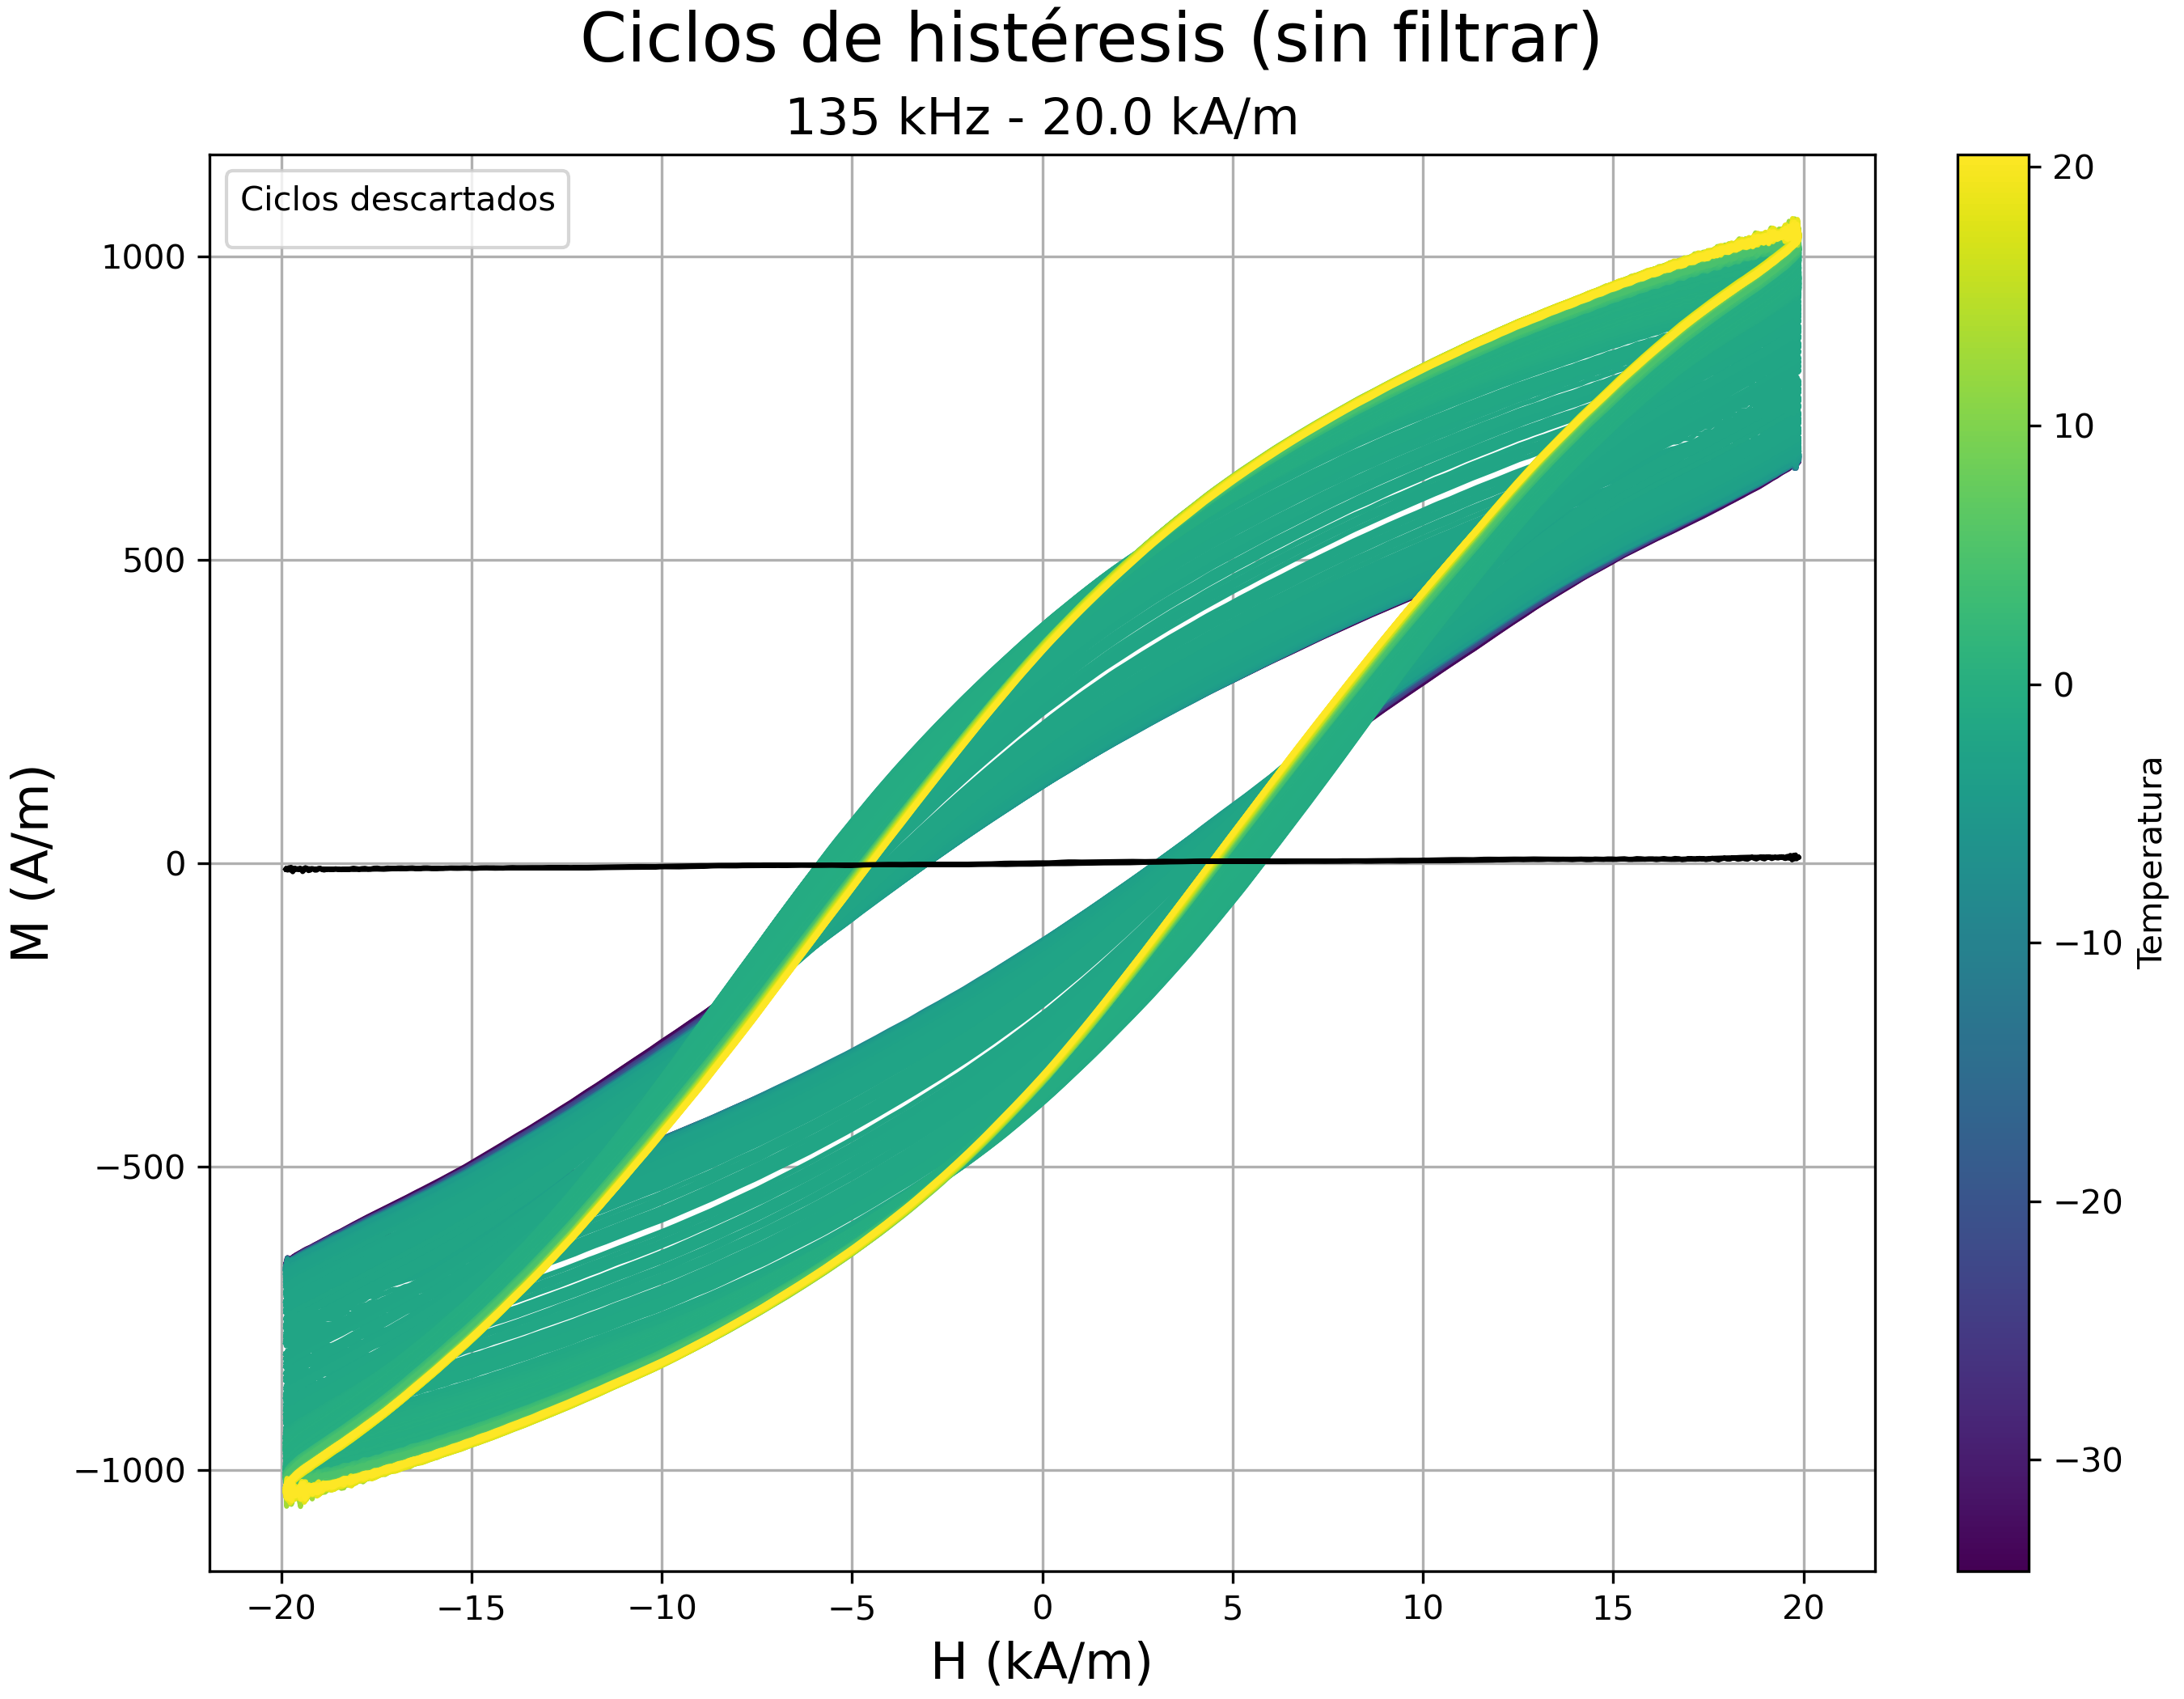 Ciclos de histéresis (sin filtrar)
135 kHz - 20.0 kA/m
Ciclos descartados
1000
500
0
−500
−1000
M (A/m)
−20 −15 −10 −5 0 5 10 15 20
H (kA/m)
20
10
0
−10
−20
−30
Temperatura